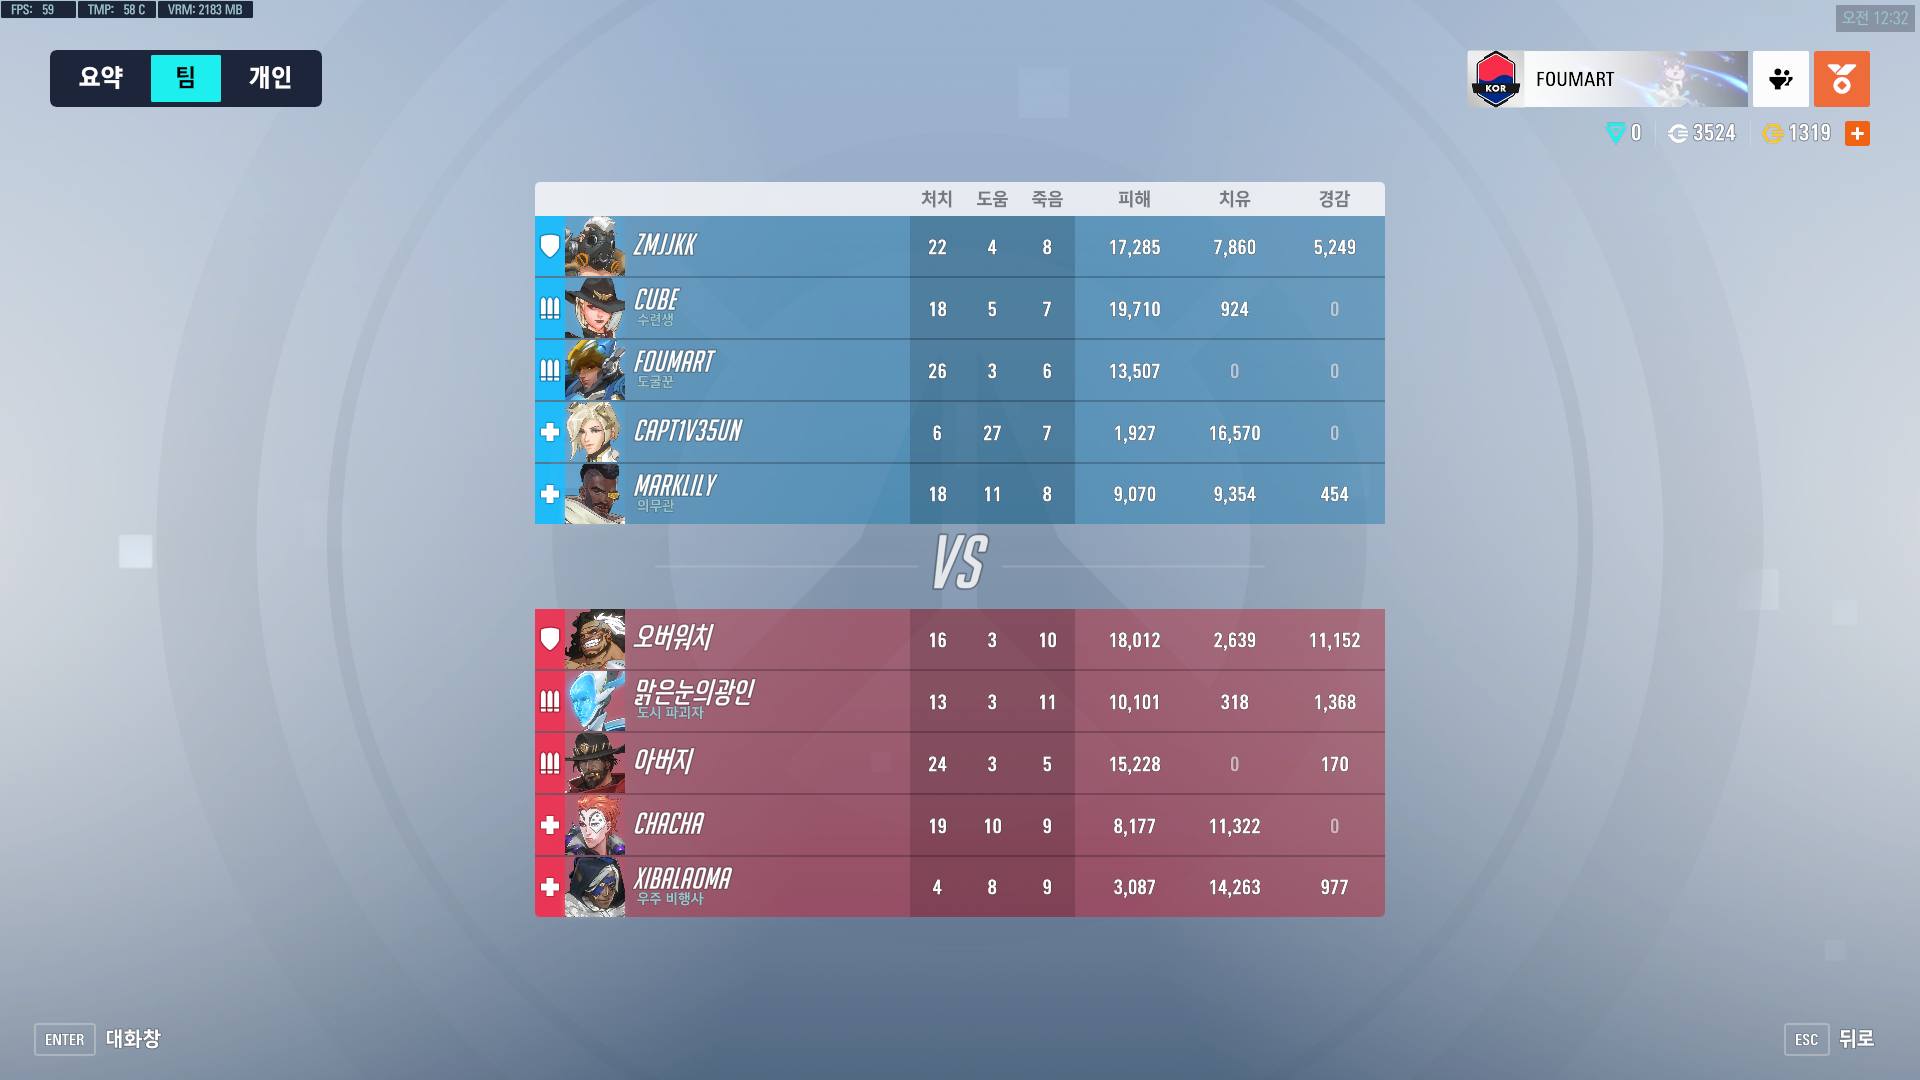 FPS: 59 TMP: 58 C VRM: 2183 MB
오전 12:32
요약 팀 개인
KOR FOUMART
0 3524 1319 +
처치 도움 죽음 피해 치유 경감
ZMJJKK 22 4 8 17,285 7,860 5,249
CUBE 18 5 7 19,710 924 0
수련생
FOUMART 26 3 6 13,507 0 0
도굴꾼
CAPT1V35UN 6 27 7 1,927 16,570 0
MARKLILY 18 11 8 9,070 9,354 454
의무관
VS
오버워치 16 3 10 18,012 2,639 11,152
맑은눈의광인 13 3 11 10,101 318 1,368
도시 파괴자
아버지 24 3 5 15,228 0 170
CHACHA 19 10 9 8,177 11,322 0
XIBALAOMA 4 8 9 3,087 14,263 977
우주 비행사
ENTER 대화창
ESC 뒤로